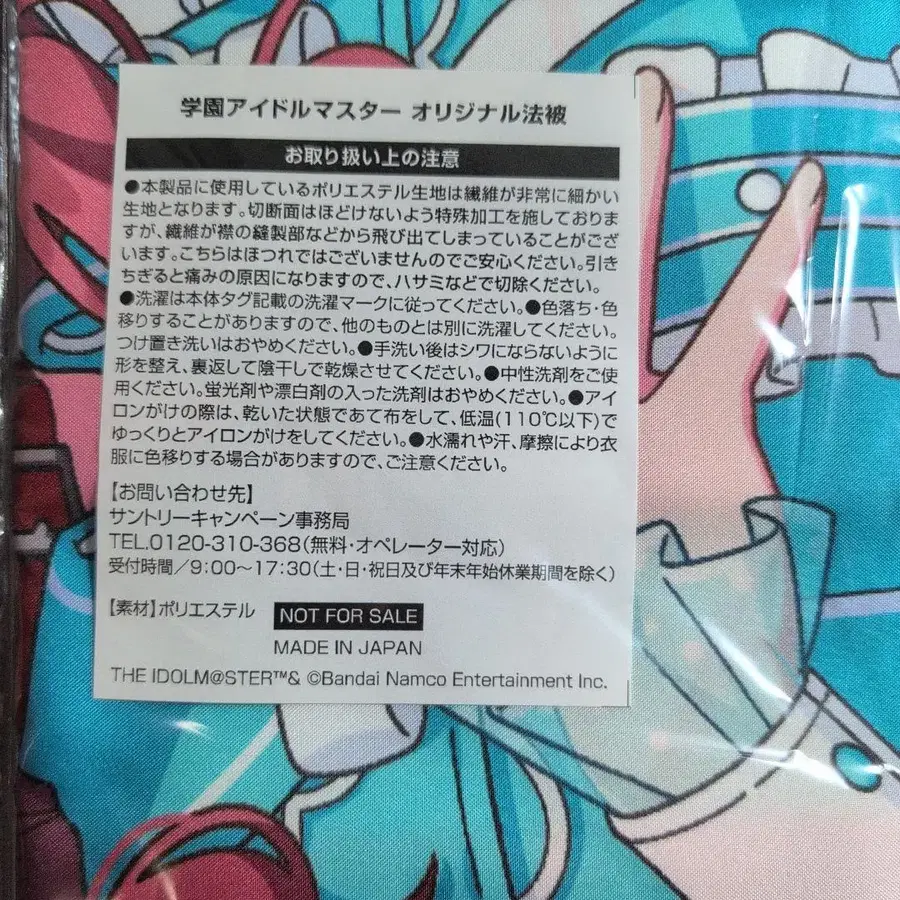 学園アイドルマスター オリジナル法被
お取り扱い上の注意
●本製品に使用しているポリエステル生地は繊維が非常に細かい
生地となります。切断面はほどけないよう特殊加工を施しておりま
すが、繊維が襟の縫製部などから飛び出てしまっていることがござ
います。こちらはほつれではございませんのでご安心ください。引き
ちぎると痛みの原因になりますので、ハサミなどで切除ください。
●洗濯は本体タグ記載の洗濯マークに従ってください。●色落ち・色
移りすることがありますので、他のものとは別に洗濯してください。
つけ置き洗いはおやめください。●手洗い後はシワにならないように
形を整え、裏返して陰干しで乾燥させてください。●中性洗剤をご使
用ください。蛍光剤や漂白剤の入った洗剤はおやめください。●アイ
ロンがけの際は、乾いた状態であて布をして、低温(110℃以下)で
ゆっくりとアイロンがけをしてください。●水濡れや汗、摩擦により衣
服に色移りする場合がありますので、ご注意ください。
【お問い合わせ先】
サントリーキャンペーン事務局
TEL.0120-310-368(無料・オペレーター対応)
受付時間/9:00〜17:30(土・日・祝日及び年末年始休業期間を除く)
【素材】ポリエステル NOT FOR SALE
MADE IN JAPAN
THE IDOLM@STER™& ©Bandai Namco Entertainment Inc.